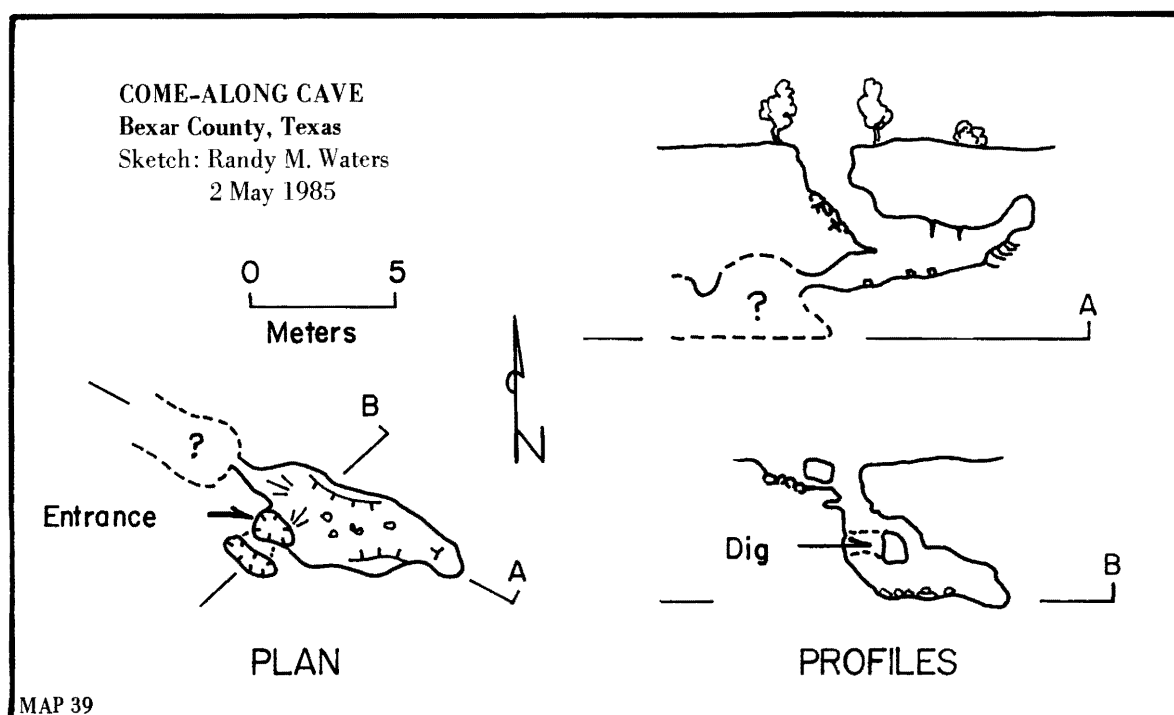 COME-ALONG CAVE
Bexar County, Texas
Sketch: Randy M. Waters
2 May 1985
0 5
Meters
N
?
A
?
B
Entrance
A
PLAN
Dig
B
PROFILES
MAP 39